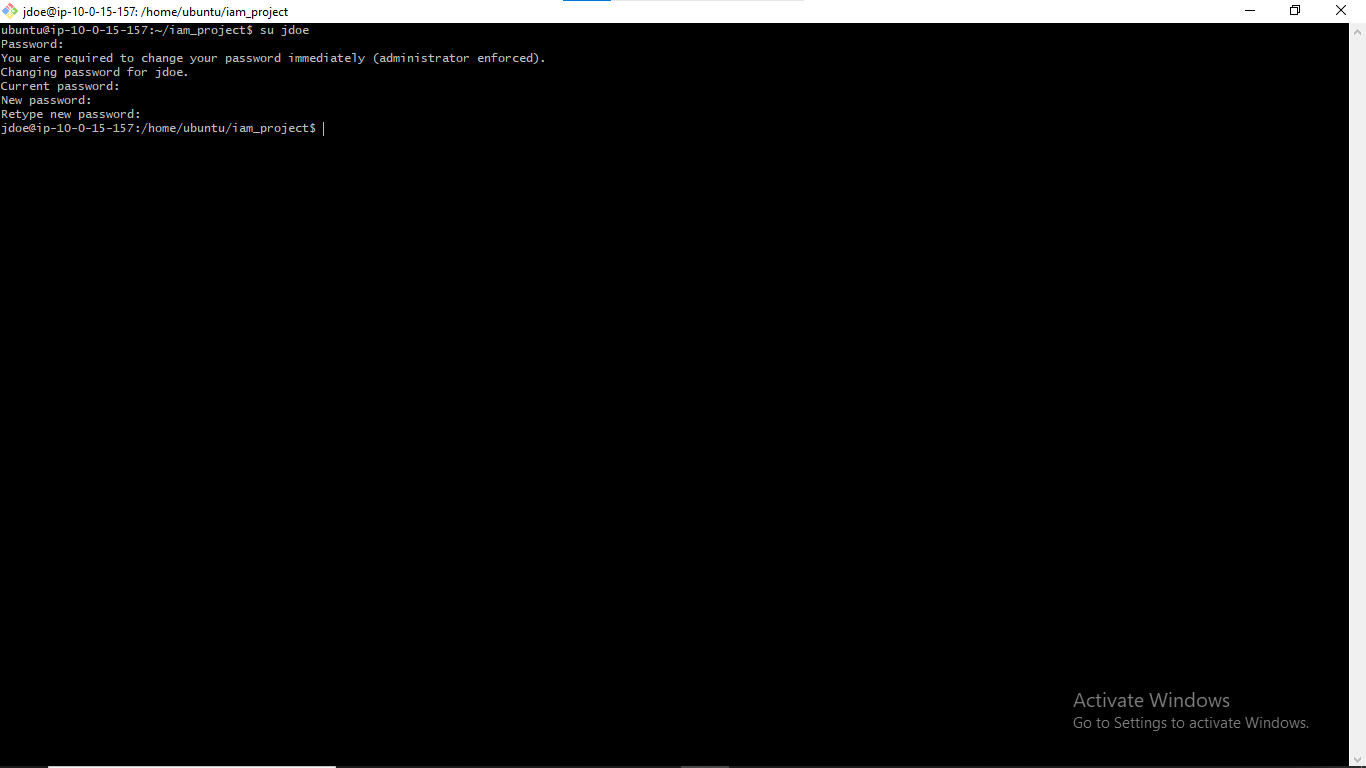 jdoe@ip-10-0-15-157: /home/ubuntu/iam_project
ubuntu@ip-10-0-15-157:~/iam_project$ su jdoe
Password:
You are required to change your password immediately (administrator enforced).
Changing password for jdoe.
Current password:
New password:
Retype new password:
jdoe@ip-10-0-15-157:/home/ubuntu/iam_project$
Activate Windows
Go to Settings to activate Windows.